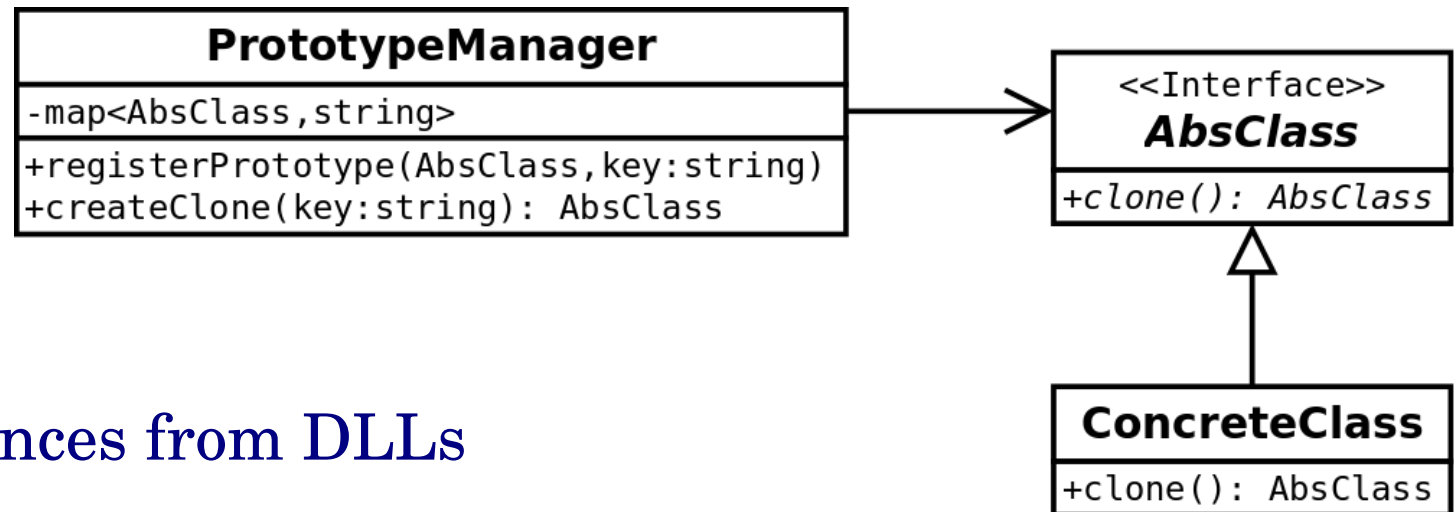 PrototypeManager
-map<AbsClass,string>
+registerPrototype(AbsClass,key:string)
+createClone(key:string): AbsClass
<<Interface>>
AbsClass
+clone(): AbsClass
from DLLs
ConcreteClass
+clone(): AbsClass